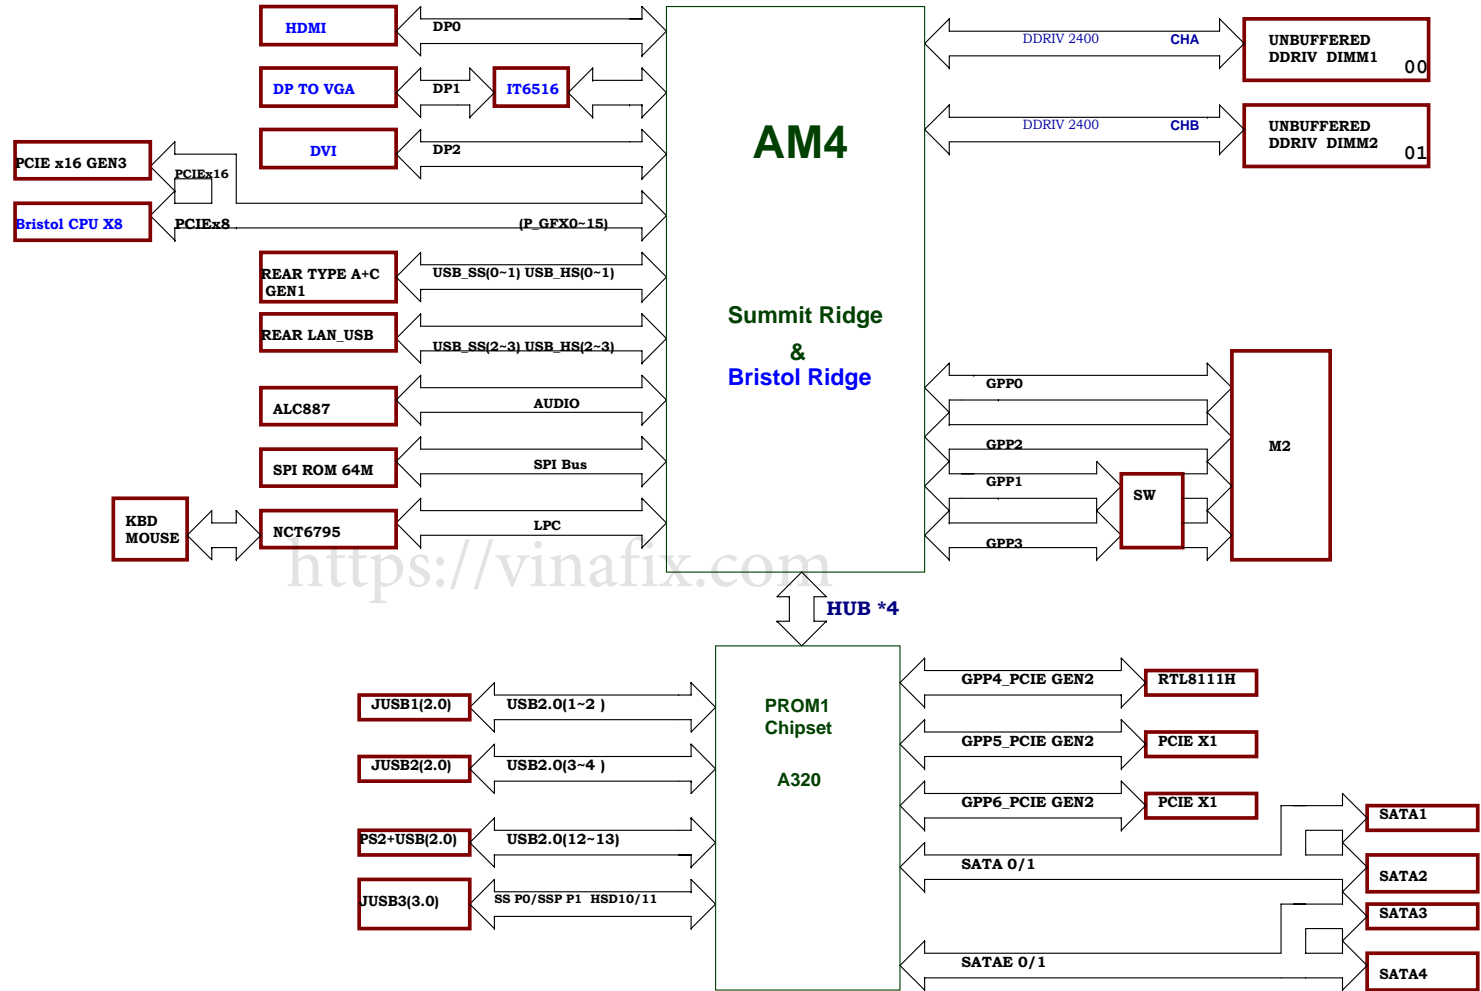 HDMI
DP0
DP TO VGA
DP1
IT6516
DVI
DP2
PCIE x16 GEN3
PCIEx16
Bristol CPU X8
PCIEx8
(P_GFX0~15)
REAR TYPE A+C
GEN1
USB_SS(0~1) USB_HS(0~1)
REAR LAN_USB
USB_SS(2~3) USB_HS(2~3)
ALC887
AUDIO
SPI ROM 64M
SPI Bus
KBD
MOUSE
NCT6795
LPC
AM4
Summit Ridge
&
Bristol Ridge
DDRIV 2400
CHA
UNBUFFERED
DDRIV DIMM1
00
DDRIV 2400
CHB
UNBUFFERED
DDRIV DIMM2
01
GPP0
GPP2
GPP1
GPP3
SW
M2
https://vinafix.com
HUB *4
JUSB1(2.0)
USB2.0(1~2 )
JUSB2(2.0)
USB2.0(3~4 )
PS2+USB(2.0)
USB2.0(12~13)
JUSB3(3.0)
SS P0/SSP P1 HSD10/11
PROM1
Chipset
A320
GPP4_PCIE GEN2
RTL8111H
GPP5_PCIE GEN2
PCIE X1
GPP6_PCIE GEN2
PCIE X1
SATA 0/1
SATA1
SATA2
SATA3
SATAE 0/1
SATA4